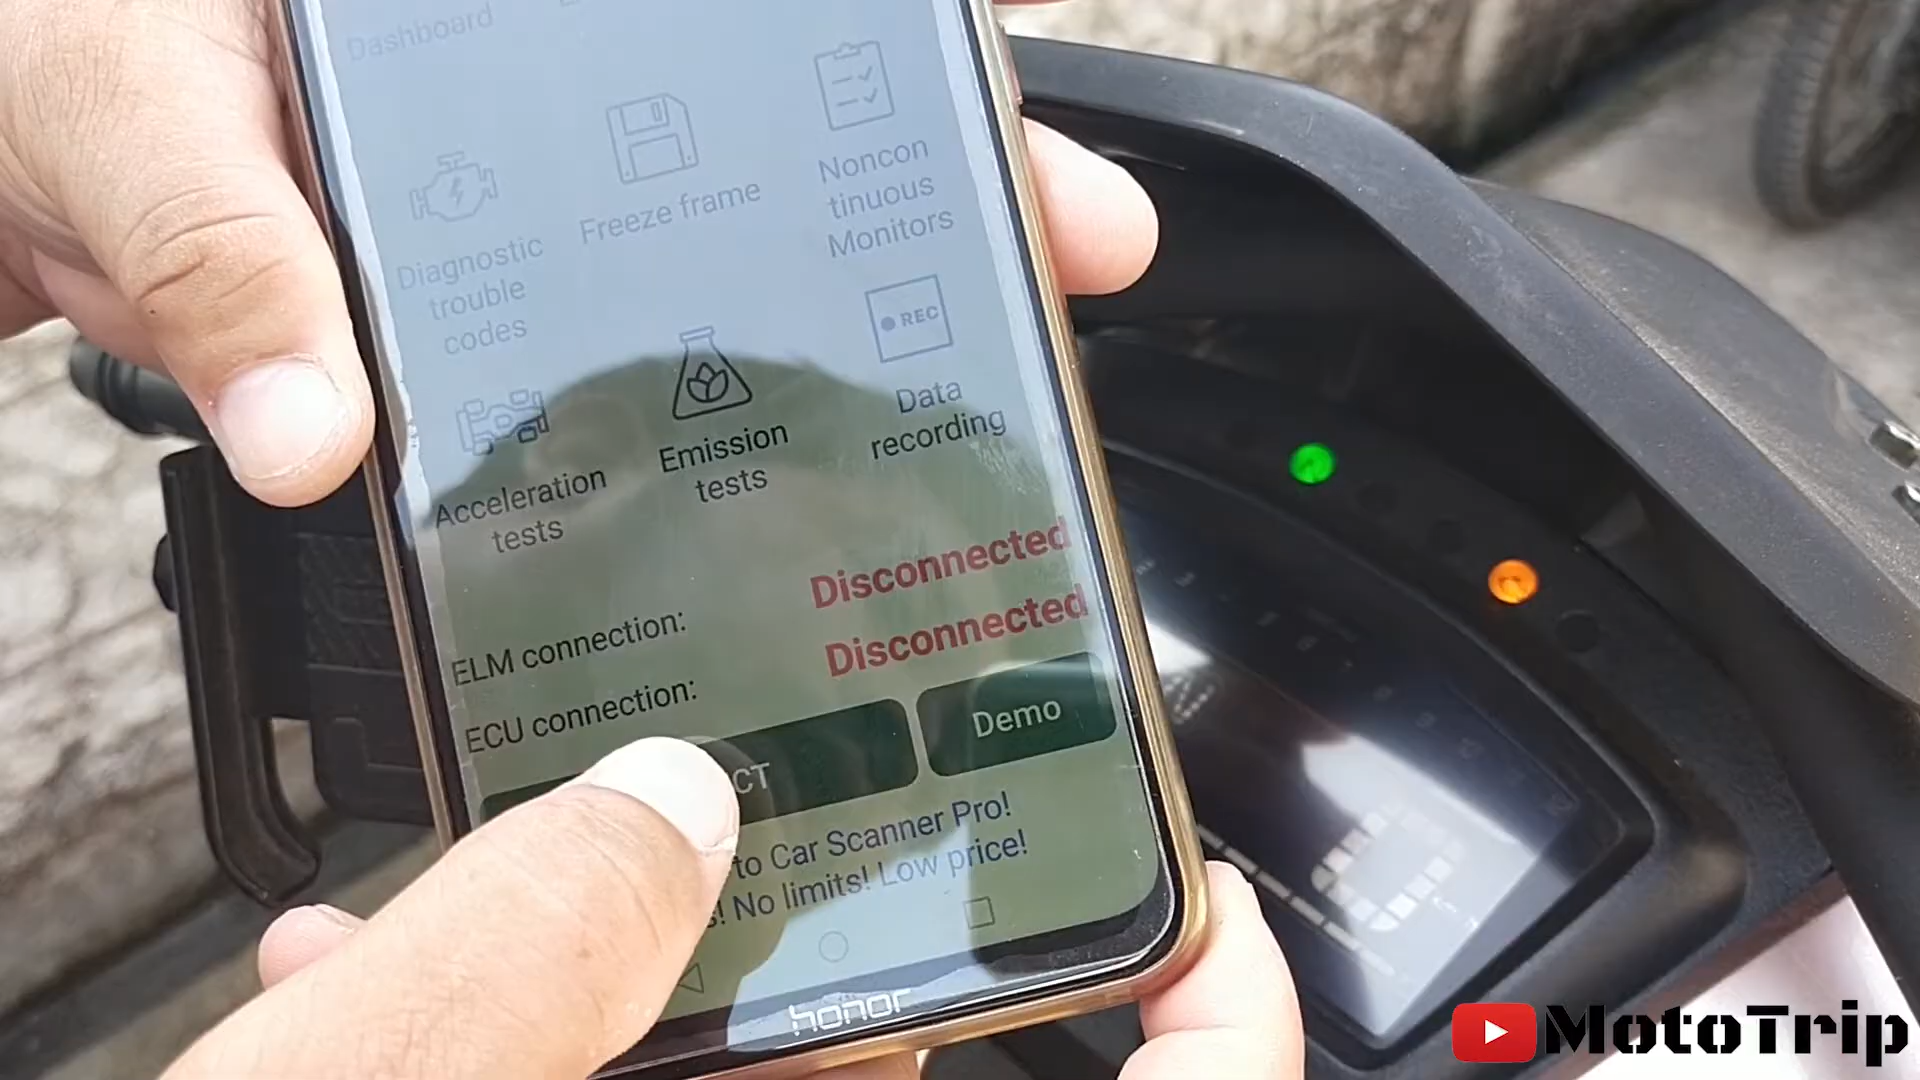 Dashboard
Diagnostic
trouble
codes
Freeze frame
Noncon
tinuous
Monitors
Acceleration
tests
Emission
tests
REC
Data
recording
ELM connection:
Disconnected
ECU connection:
Disconnected
CT
Demo
to Car Scanner Pro!
s! No limits! Low price!
honor
MotoTrip